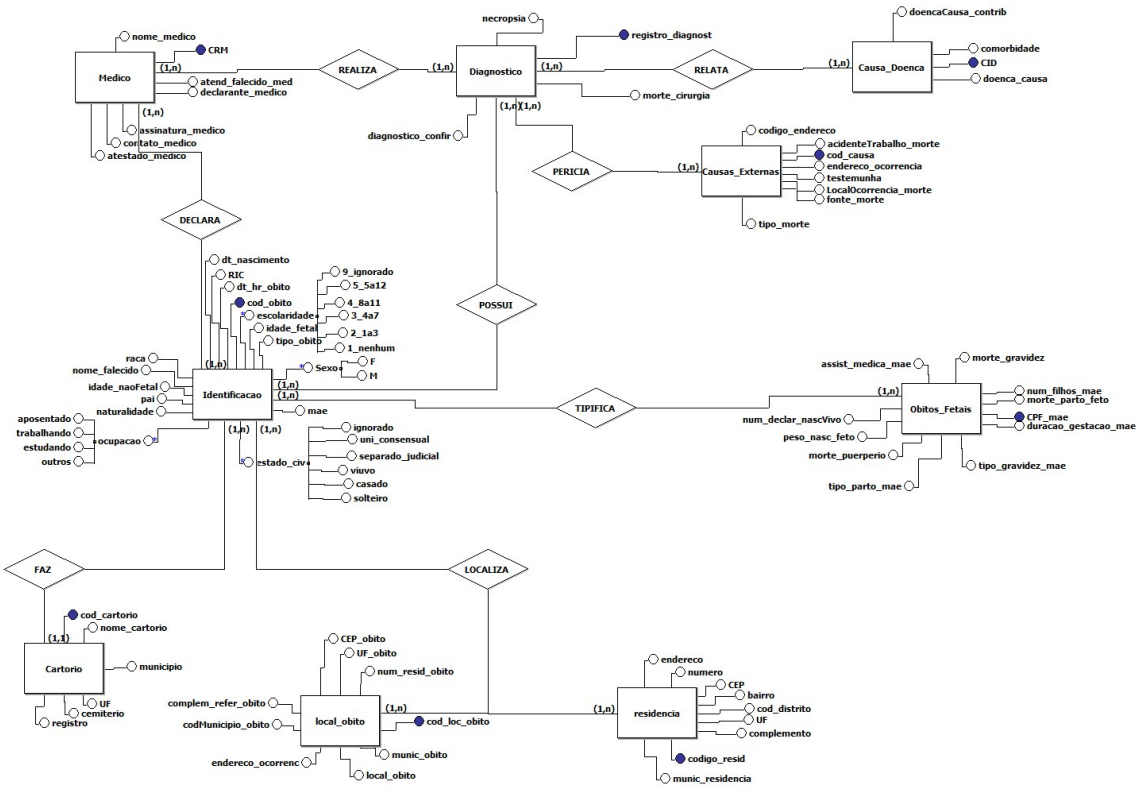 necropsia
doencaCausa_contrib
nome_medico
CRM
registro_diagnost
comorbidade
Medico
(1,n)
REALIZA
(1,n)
Diagnostico
(1,n)
RELATA
(1,n)
Causa_Doenca
CID
doenca_causa
atend_falecido_med
declarante_medico
morte_cirurgia
(1,n)
(1,n)
(1,n)
assinatura_medico
contato_medico
atestado_medico
diagnostico_confir
codigo_endereco
acidenteTrabalho_morte
cod_causa
endereco_ocorrencia
testemunha
LocalOcorrencia_morte
fonte_morte
PERICIA
(1,n)
Causas_Externas
tipo_morte
DECLARA
dt_nascimento
RIC
dt_hr_obito
cod_obito
escolaridade
idade_fetal
tipo_obito
9_ignorado
5_5a12
4_8a11
3_4a7
2_1a3
1_nenhum
POSSUI
raca
nome_falecido
idade_naoFetal
pai
naturalidade
(1,n)
Identificacao
Sexo
F
M
(1,n)
(1,n)
mae
TIPIFICA
assist_medica_mae
morte_gravidez
(1,n)
Obitos_Fetais
num_filhos_mae
morte_parto_feto
CPF_mae
duracao_gestacao_mae
num_declar_nascVivo
peso_nasc_feto
morte_puerperio
tipo_gravidez_mae
tipo_parto_mae
aposentado
trabalhando
estudando
outros
ocupacao
(1,n)
(1,n)
estado_civ
ignorado
uni_consensual
separado_judicial
viuvo
casado
solteiro
FAZ
LOCALIZA
cod_cartorio
nome_cartorio
(1,1)
Cartorio
municipio
UF
cemiterio
registro
CEP_obito
UF_obito
num_resid_obito
complem_refer_obito
codMunicipio_obito
local_obito
(1,n)
cod_loc_obito
endereco_ocorrenc
munic_obito
local_obito
endereco
numero
CEP
bairro
cod_distrito
UF
complemento
(1,n)
residencia
codigo_resid
munic_residencia